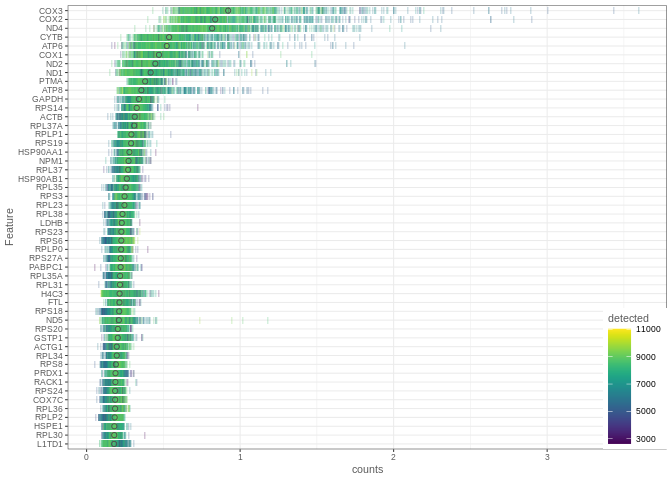 COX3
COX2
ND4
CYTB
ATP6
COX1
ND2
ND1
PTMA
ATP8
GAPDH
RPS14
ACTB
RPL37A
RPLP1
RPS19
HSP90AA1
NPM1
RPL37
HSP90AB1
RPL35
RPS3
RPL23
RPL38
LDHB
RPS23
RPS6
RPLP0
RPS27A
PABPC1
RPL35A
RPL31
H4C3
FTL
RPS18
ND5
RPS20
GSTP1
ACTG1
RPL34
RPS8
PRDX1
RACK1
RPS24
COX7C
RPL36
RPLP2
HSPE1
RPL30
L1TD1
Feature
0 1 2 3
counts
detected
11000
9000
7000
5000
3000